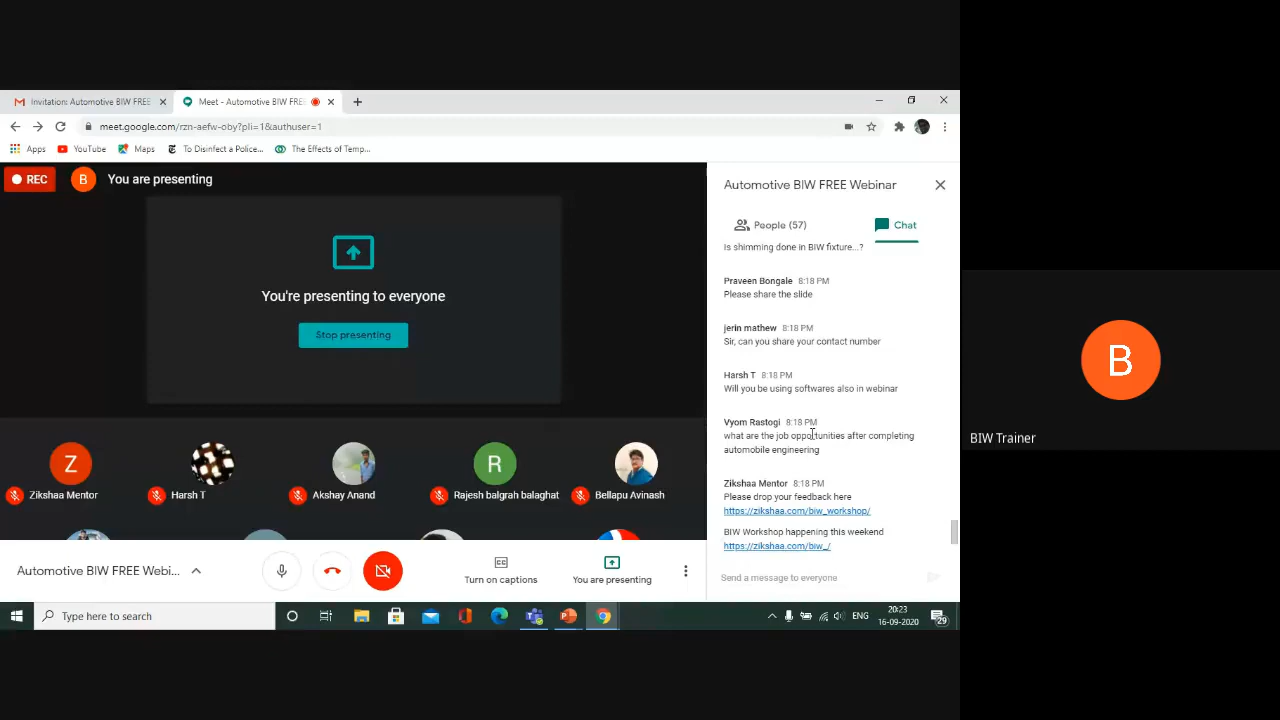 Invitation: Automotive BIW FREE
Meet - Automotive BIW FRE
meet.google.com/rzn-aefw-oby?pli=1&authuser=1
Apps
YouTube
Maps
To Disinfect a Police...
The Effects of Temp...
REC
B
You are presenting
You're presenting to everyone
Stop presenting
Z
R
Zikshaa Mentor
Harsh T
Akshay Anand
Rajesh balgrah balaghat
Bellapu Avinash
Automotive BIW FREE Webi...
Turn on captions
You are presenting
Automotive BIW FREE Webinar
People (57)
Chat
Is shimming done in BIW fixture...?
Praveen Bongale 8:18 PM
Please share the slide
jerin mathew 8:18 PM
Sir, can you share your contact number
Harsh T 8:18 PM
Will you be using softwares also in webinar
Vyom Rastogi 8:18 PM
what are the job opportunities after completing
automobile engineering
Zikshaa Mentor 8:18 PM
Please drop your feedback here
https://zikshaa.com/biw_workshop/
BIW Workshop happening this weekend
https://zikshaa.com/biw_/
Send a message to everyone
Type here to search
ENG
20:23
16-09-2020
29
B
BIW Trainer